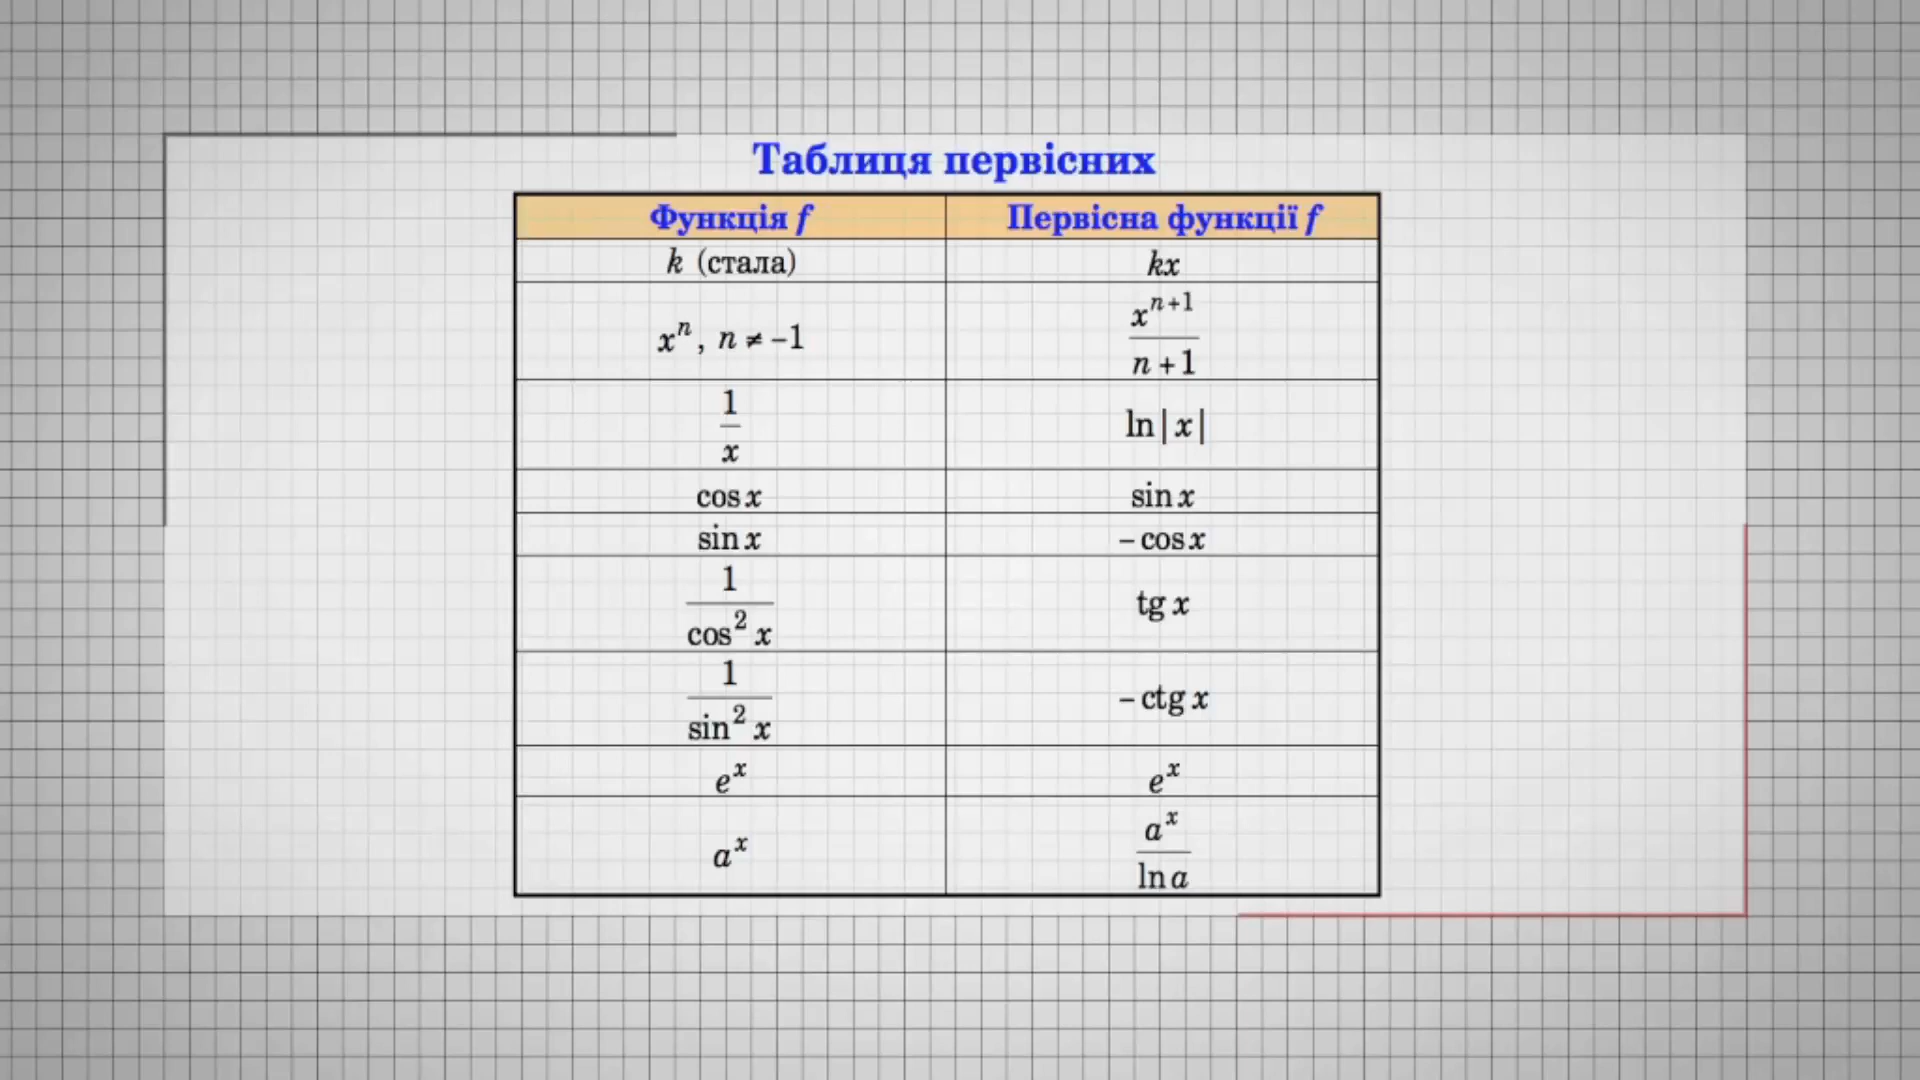 Таблиця первісних
Функція f Первісна функції f
k (стала) kx
xⁿ, n ≠ −1 xⁿ⁺¹/(n + 1)
1/x ln|x|
cos x sin x
sin x −cos x
1/cos² x tg x
1/sin² x −ctg x
eˣ eˣ
aˣ aˣ/ln a